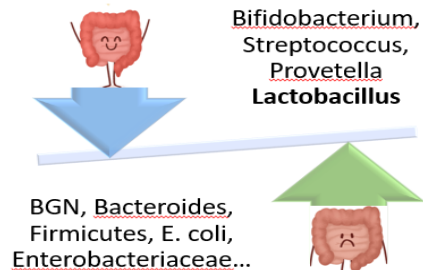 Bifidobacterium,
Streptococcus,
Provetella
Lactobacillus
BGN, Bacteroides,
Firmicutes, E. coli,
Enterobacteriaceae...